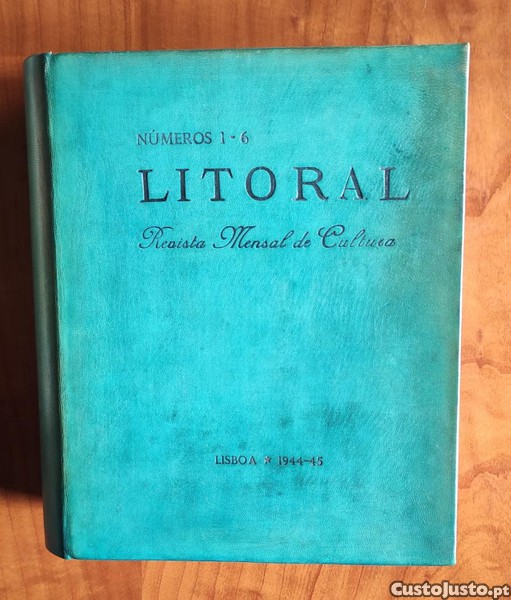 NÚMEROS 1-6
LITORAL
Revista Mensal de Cultura
LISBOA * 1944-45
CustoJusto.pt